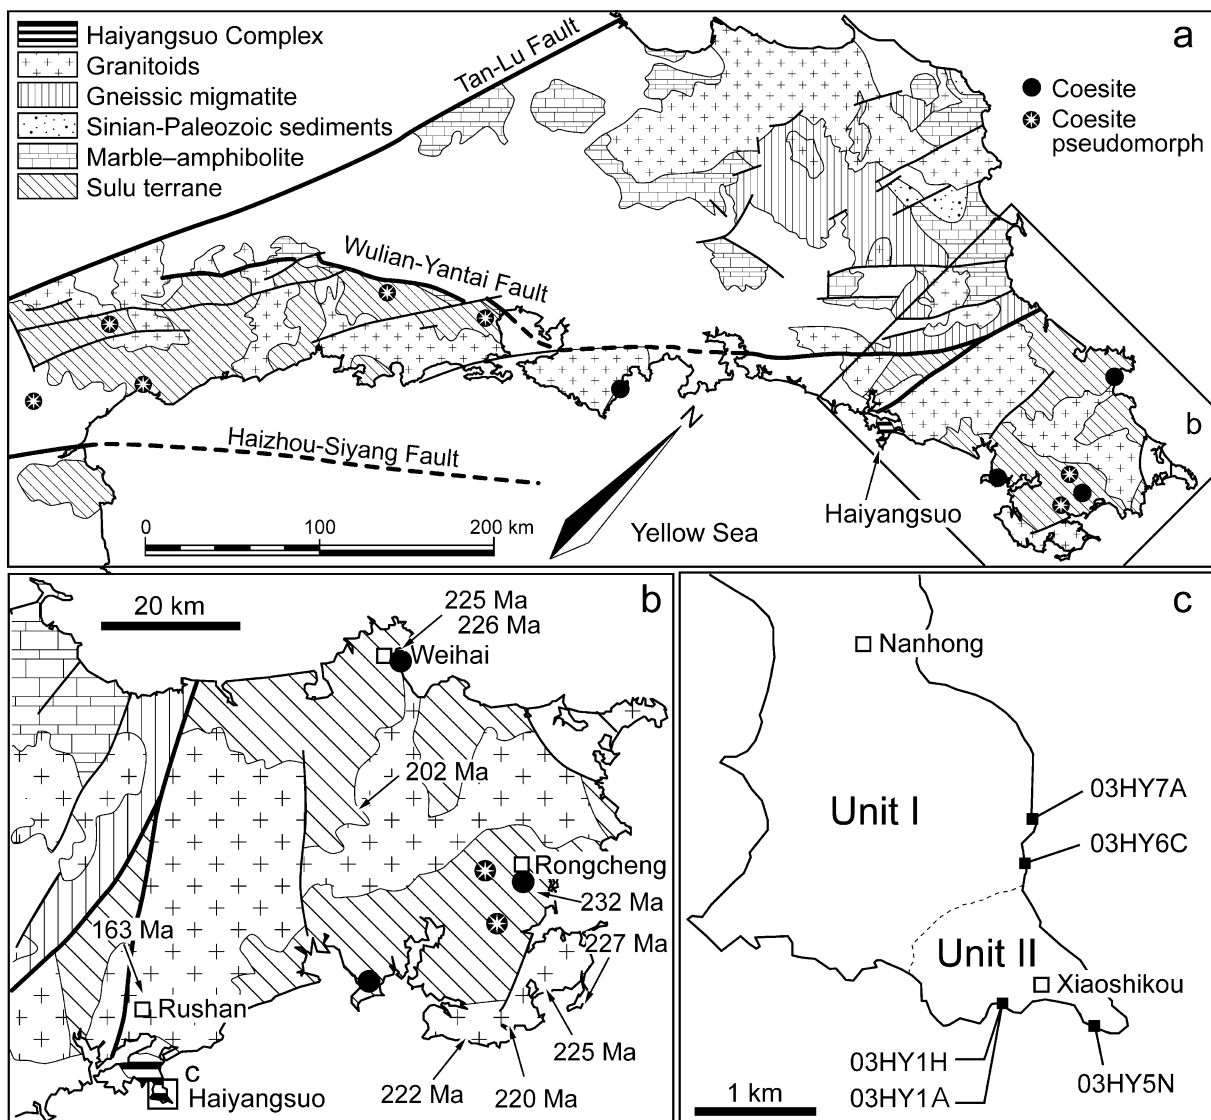 a
Haiyangsuo Complex
Granitoids
Gneissic migmatite
Sinian-Paleozoic sediments
Marble–amphibolite
Sulu terrane
Tan-Lu Fault
Coesite
Coesite
pseudomorph
Wulian-Yantai Fault
Haizhou-Siyang Fault
N
b
Haiyangsuo
Yellow Sea
0 100 200 km
b
20 km
225 Ma
226 Ma
Weihai
202 Ma
Rongcheng
232 Ma
163 Ma
227 Ma
Rushan
225 Ma
c
222 Ma
220 Ma
Haiyangsuo
c
Nanhong
03HY7A
Unit I
03HY6C
Unit II
Xiaoshikou
03HY1H
03HY1A
03HY5N
1 km